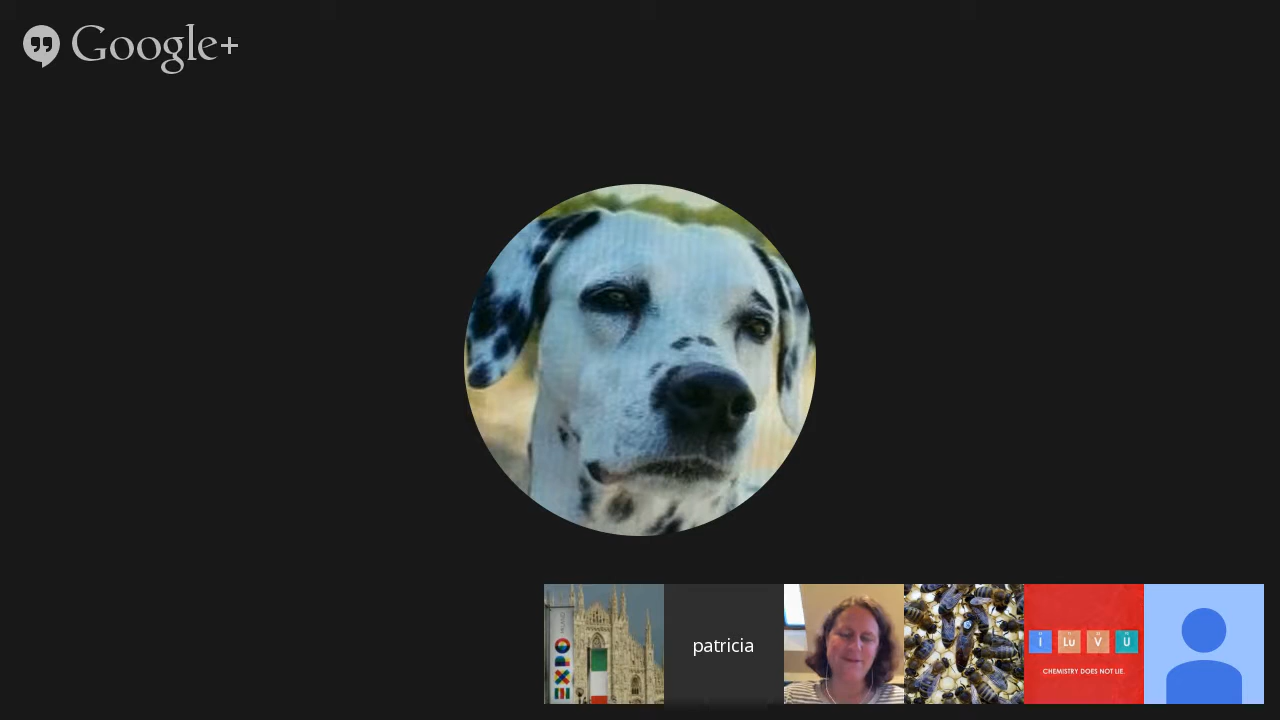 Google+
EXPO
patricia
I Lu V U
CHEMISTRY DOES NOT LIE.